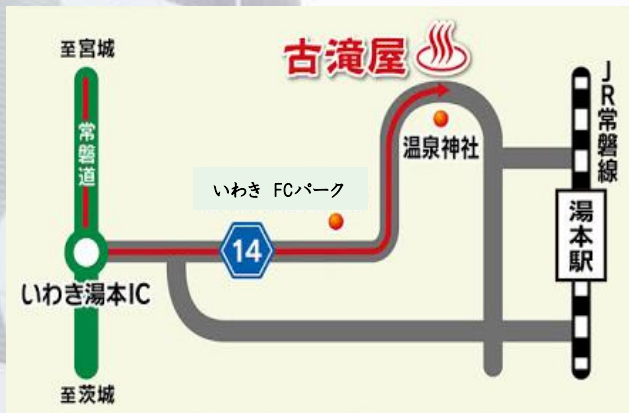 至宮城
古滝屋
JR常磐線
常磐道
温泉神社
いわき FCパーク
湯本駅
14
いわき湯本IC
至茨城